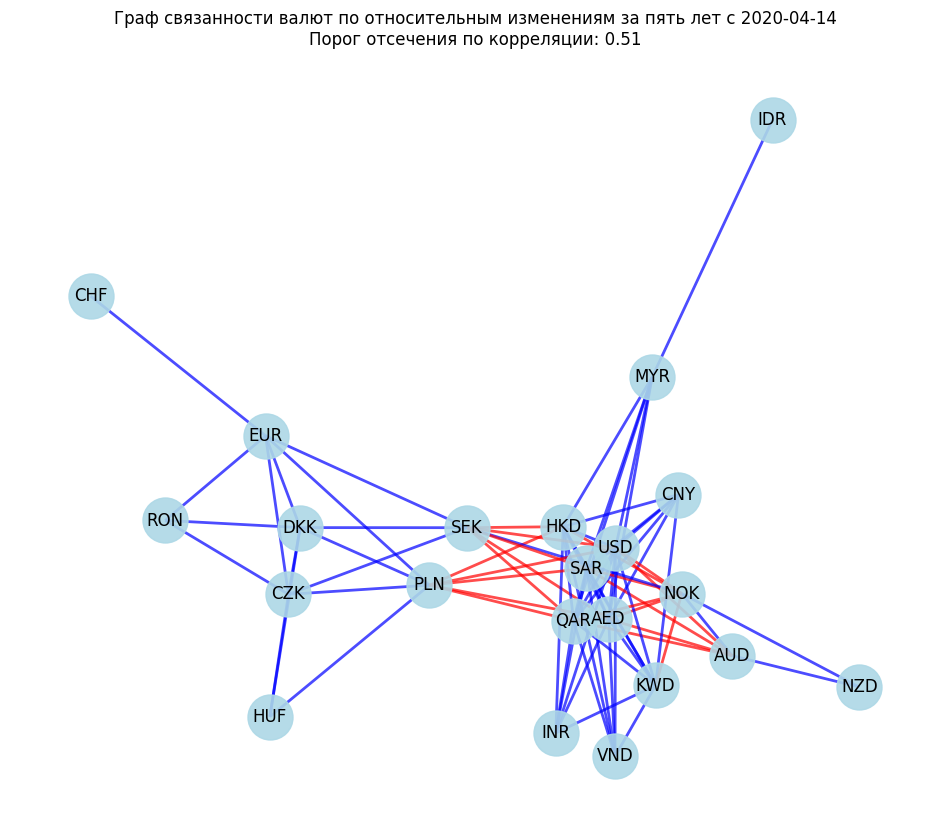 Граф связанности валют по относительным изменениям за пять лет с 2020-04-14
Порог отсечения по корреляции: 0.51
IDR
CHF
MYR
EUR
CNY
RON
DKK
SEK
HKD
USD
SAR
CZK
PLN
NOK
QAR
AED
AUD
KWD
NZD
HUF
INR
VND